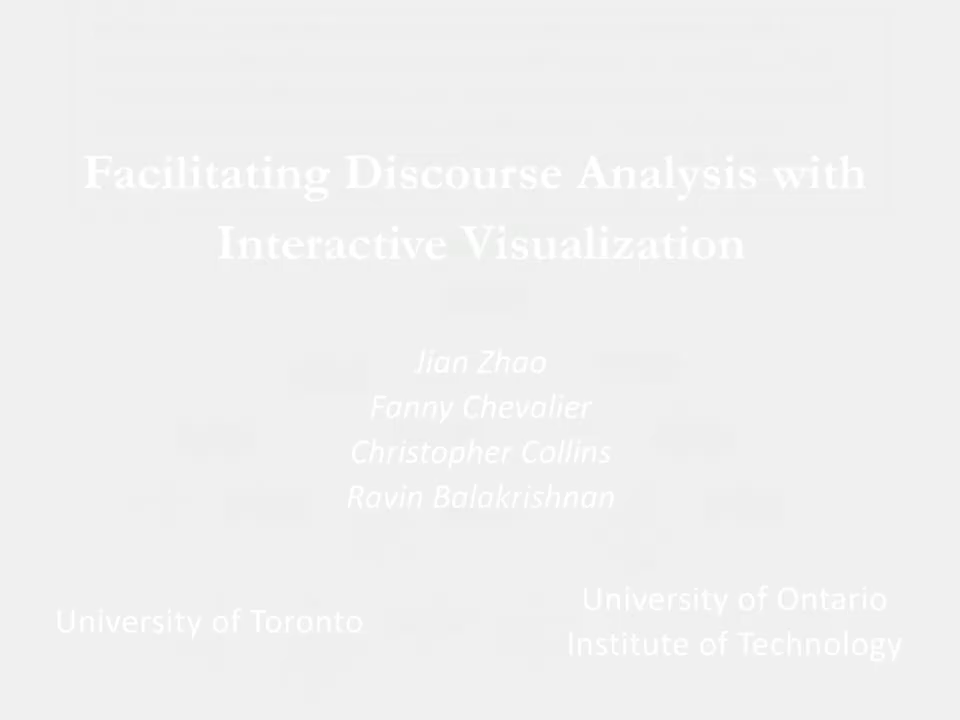 Facilitating Discourse Analysis with
Interactive Visualization
Jian Zhao
Fanny Chevalier
Christopher Collins
Ravin Balakrishnan
University of Toronto
University of Ontario
Institute of Technology